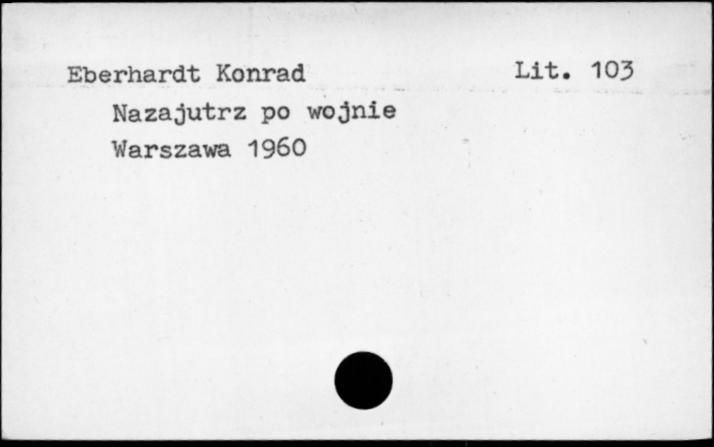 Eberhardt Konrad Lit. 103
Nazajutrz po wojnie
Warszawa 1960